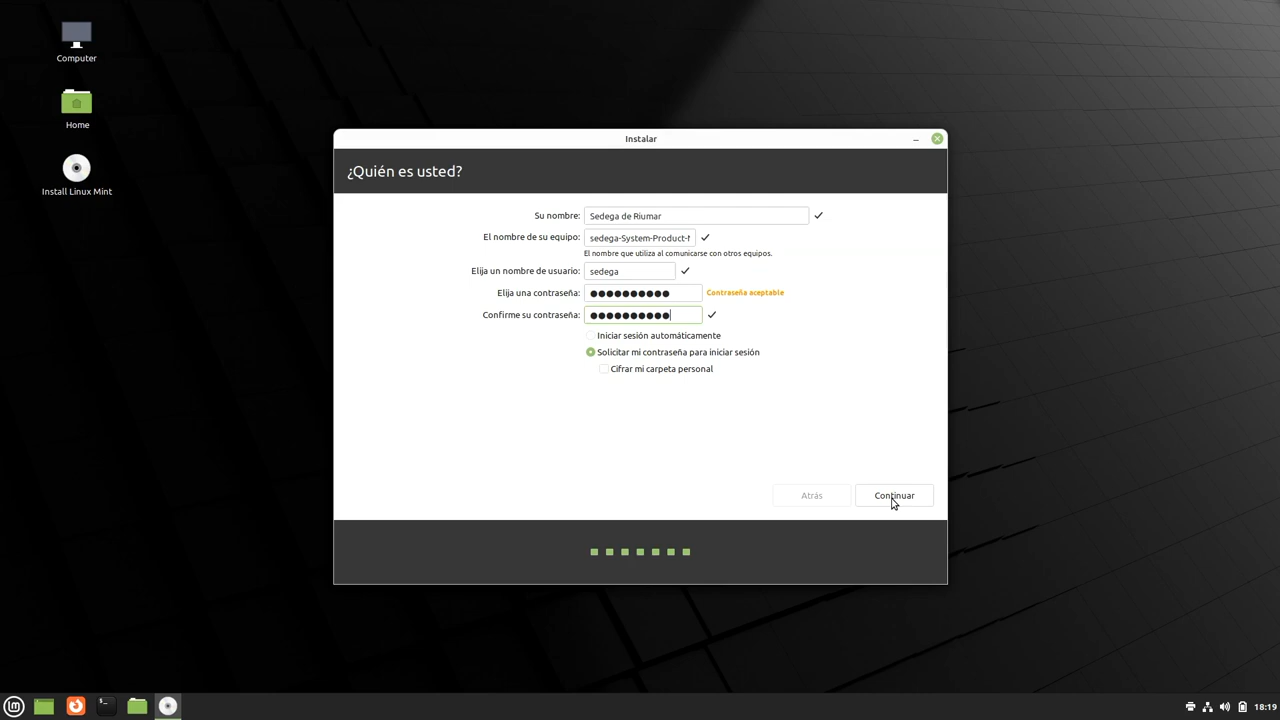 Computer
Home
Install Linux Mint
Instalar
¿Quién es usted?
Su nombre: Sedega de Riumar
El nombre de su equipo: sedega-System-Product-
El nombre que utiliza al comunicarse con otros equipos.
Elija un nombre de usuario: sedega
Elija una contraseña: ●●●●●●●●●● Contraseña aceptable
Confirme su contraseña: ●●●●●●●●●●
Iniciar sesión automáticamente
Solicitar mi contraseña para iniciar sesión
Cifrar mi carpeta personal
Atrás Continuar
18:19